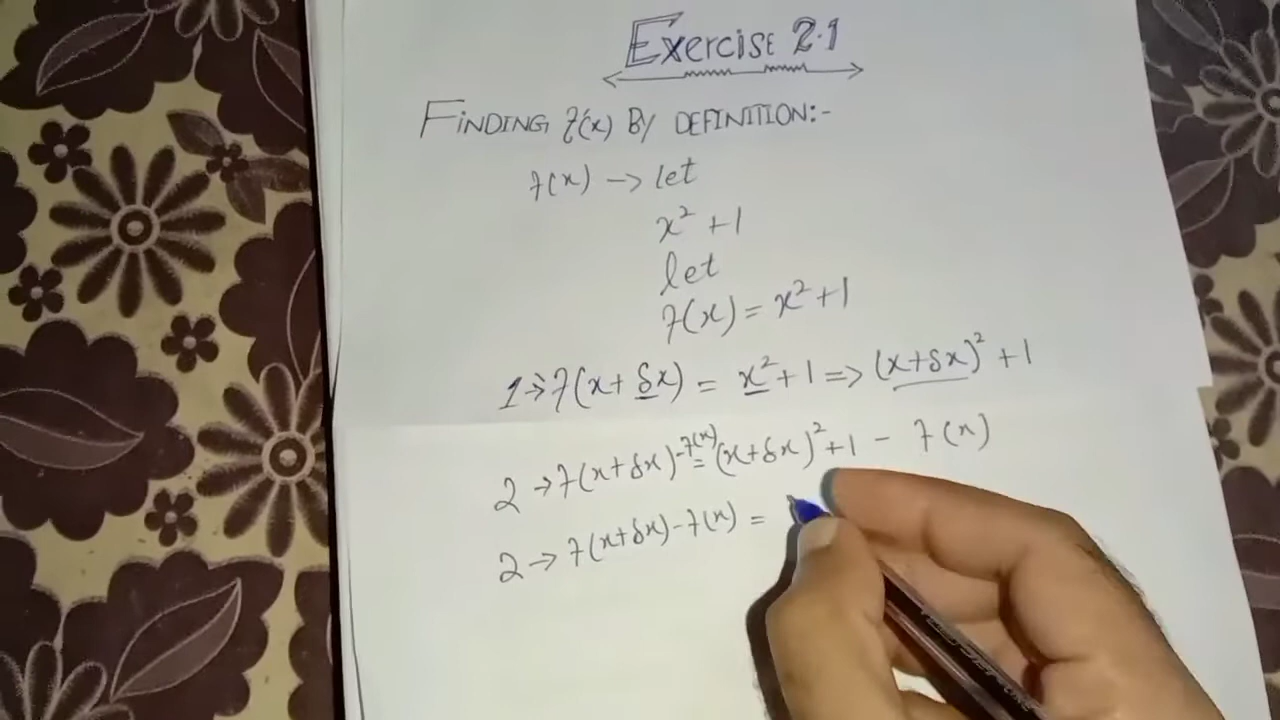 Exercise 2.1
FINDING f(x) BY DEFINITION:-
f(x) → let
x² + 1
let
f(x) = x² + 1
1→ f(x + δx) = x² + 1 => (x+δx)² + 1
2 → f(x+δx) - f(x) = (x+δx)² + 1 - f(x)
2 → f(x+δx) - f(x) =